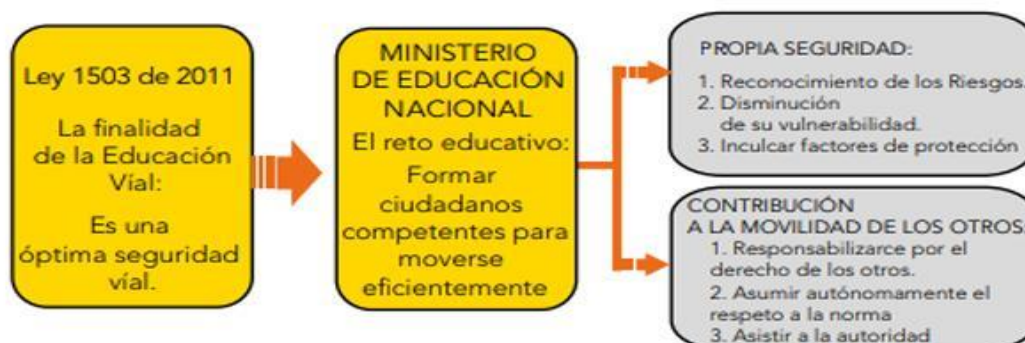 Ley 1503 de 2011
La finalidad
de la Educación
Víal:
Es una
óptima seguridad
víal.
MINISTERIO
DE EDUCACIÓN
NACIONAL
El reto educativo:
Formar
ciudadanos
competentes para
moverse
eficientemente
PROPIA SEGURIDAD:
1. Reconocimiento de los Riesgos.
2. Disminución
de su vulnerabilidad.
3. Inculcar factores de protección
CONTRIBUCIÓN
A LA MOVILIDAD DE LOS OTROS.
1. Responsabilizarce por el
derecho de los otros.
2. Asumir autónomamente el
respeto a la norma
3. Asistir a la autoridad